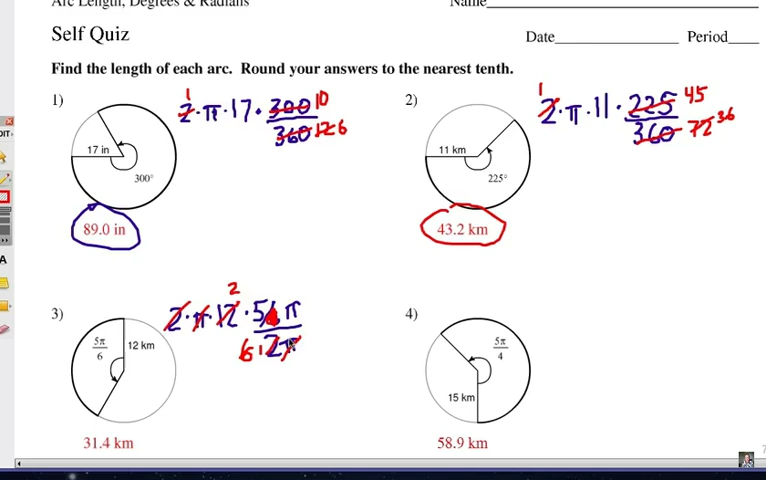 Arc Length, Degrees & Radians
Name
Self Quiz
Date Period
Find the length of each arc. Round your answers to the nearest tenth.
1)
2·π·17·300/360
1 10 12 6
17 in
300°
89.0 in
2)
2·π·11·225/360
1 45 72 36
11 km
225°
43.2 km
3)
2·π·12·5 π
2
6·2π
5π/6
12 km
31.4 km
4)
5π/4
15 km
58.9 km